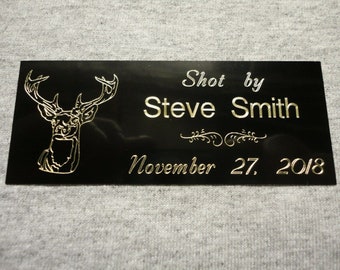 Shot by
Steve Smith
November 27, 2018